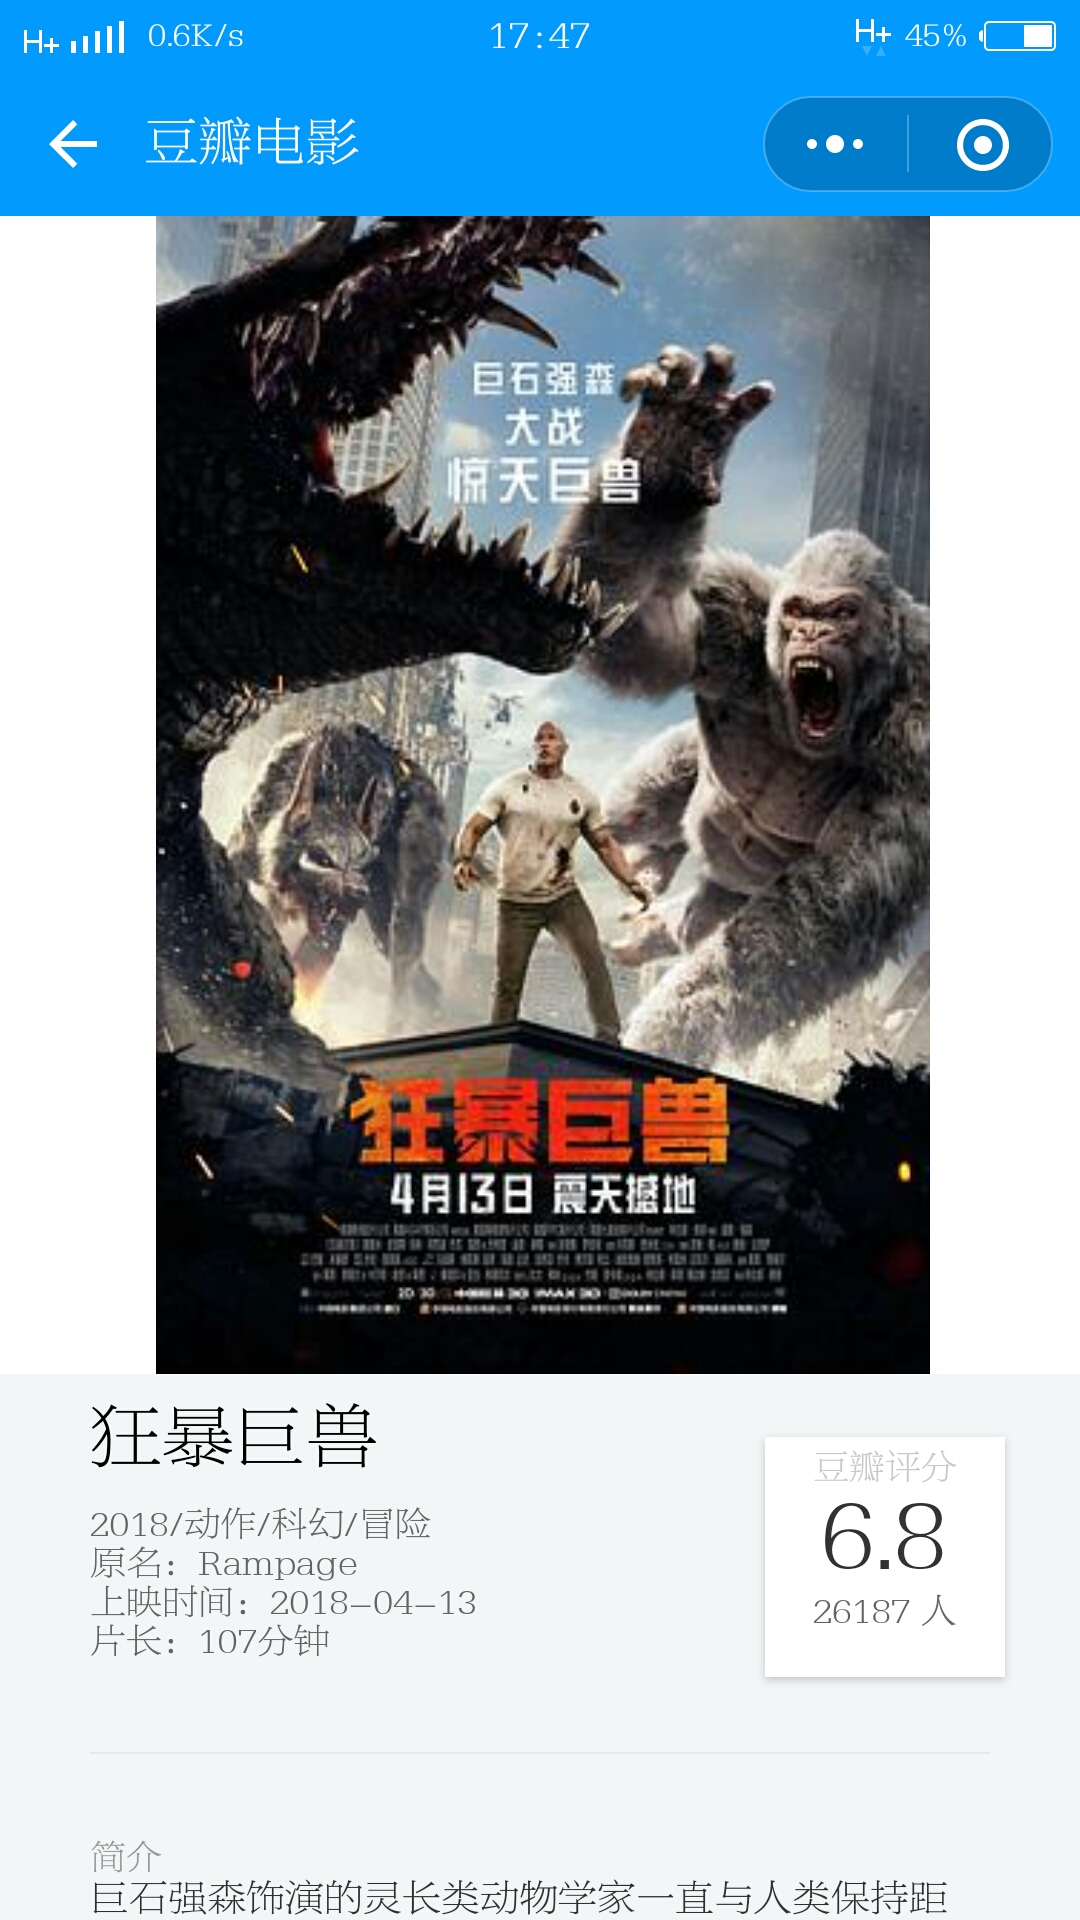 0.6K/s
17:47
H+
45%
豆瓣电影
巨石强森
大战
惊天巨兽
狂暴巨兽
4月13日 震天撼地
狂暴巨兽
2018/动作/科幻/冒险
原名：Rampage
上映时间：2018-04-13
片长：107分钟
豆瓣评分
6.8
26187 人
简介
巨石强森饰演的灵长类动物学家一直与人类保持距